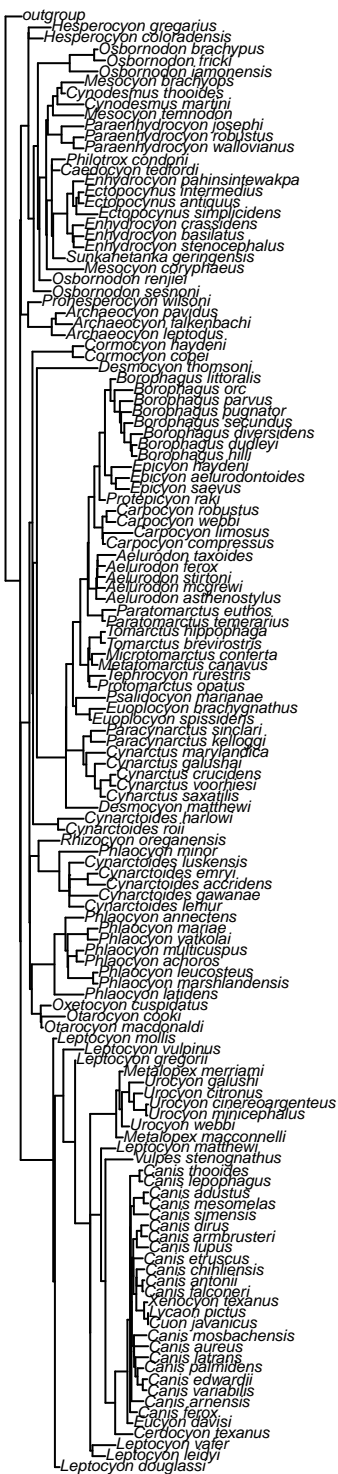 outgroup
Hesperocyon gregarius
Hesperocyon coloradensis
Osbornodon brachypus
Osbornodon fricki
Osbornodon iamonensis
Mesocyon brachyops
Cynodesmus thooides
Cynodesmus martini
Mesocyon temnodon
Paraenhydrocyon josephi
Paraenhydrocyon robustus
Paraenhydrocyon wallovianus
Philotrox condoni
Caedocyon tedfordi
Enhydrocyon pahinsintewakpa
Ectopocynus intermedius
Ectopocynus antiquus
Ectopocynus simplicidens
Enhydrocyon crassidens
Enhydrocyon basilatus
Enhydrocyon stenocephalus
Sunkahetanka geringensis
Mesocyon coryphaeus
Osbornodon renjiei
Osbornodon sesnoni
Prohesperocyon wilsoni
Archaeocyon pavidus
Archaeocyon falkenbachi
Archaeocyon leptodus
Cormocyon haydeni
Cormocyon copei
Desmocyon thomsoni
Borophagus littoralis
Borophagus orc
Borophagus parvus
Borophagus pugnator
Borophagus secundus
Borophagus diversidens
Borophagus dudleyi
Borophagus hilli
Epicyon haydeni
Epicyon aelurodontoides
Epicyon saevus
Protepicyon raki
Carpocyon robustus
Carpocyon webbi
Carpocyon limosus
Carpocyon compressus
Aelurodon taxoides
Aelurodon ferox
Aelurodon stirtoni
Aelurodon mcgrewi
Aelurodon asthenostylus
Paratomarctus euthos
Paratomarctus temerarius
Tomarctus hippophaga
Tomarctus brevirostris
Microtomarctus conferta
Metatomarctus canavus
Tephrocyon rurestris
Protomarctus opatus
Psalidocyon marianae
Euoplocyon brachygnathus
Euoplocyon spissidens
Paracynarctus sinclari
Paracynarctus kelloggi
Cynarctus marylandica
Cynarctus galushai
Cynarctus crucidens
Cynarctus voorhiesi
Cynarctus saxatilis
Desmocyon matthewi
Cynarctoides harlowi
Cynarctoides roii
Rhizocyon oreganensis
Phlaocyon minor
Cynarctoides luskensis
Cynarctoides emryi
Cynarctoides accridens
Cynarctoides gawanae
Cynarctoides lemur
Phlaocyon annectens
Phlaocyon mariae
Phlaocyon yatkolai
Phlaocyon multicuspus
Phlaocyon achoros
Phlaocyon leucosteus
Phlaocyon marshlandensis
Phlaocyon latidens
Oxetocyon cuspidatus
Otarocyon cooki
Otarocyon macdonaldi
Leptocyon mollis
Leptocyon vulpinus
Leptocyon gregorii
Metalopex merriami
Urocyon galushi
Urocyon citronus
Urocyon cinereoargenteus
Urocyon minicephalus
Urocyon webbi
Metalopex macconnelli
Leptocyon matthewi
Vulpes stenognathus
Canis thooides
Canis lepophagus
Canis adustus
Canis mesomelas
Canis simensis
Canis dirus
Canis armbrusteri
Canis lupus
Canis etruscus
Canis chihliensis
Canis antonii
Canis falconeri
Xenocyon texanus
Lycaon pictus
Cuon javanicus
Canis mosbachensis
Canis aureus
Canis latrans
Canis palmidens
Canis edwardii
Canis variabilis
Canis arnensis
Canis ferox
Eucyon davisi
Cerdocyon texanus
Leptocyon vafer
Leptocyon leidyi
Leptocyon douglassi